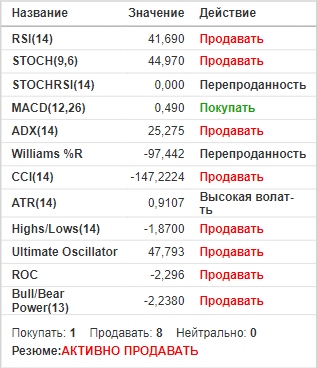 Название Значение Действие
RSI(14) 41,690 Продавать
STOCH(9,6) 44,970 Продавать
STOCHRSI(14) 0,000 Перепроданность
MACD(12,26) 0,490 Покупать
ADX(14) 25,275 Продавать
Williams %R -97,442 Перепроданность
CCI(14) -147,2224 Продавать
ATR(14) 0,9107 Высокая волат-
ть
Highs/Lows(14) -1,8700 Продавать
Ultimate Oscillator 47,793 Продавать
ROC -2,296 Продавать
Bull/Bear
Power(13) -2,2380 Продавать
Покупать: 1 Продавать: 8 Нейтрально: 0
Резюме:АКТИВНО ПРОДАВАТЬ